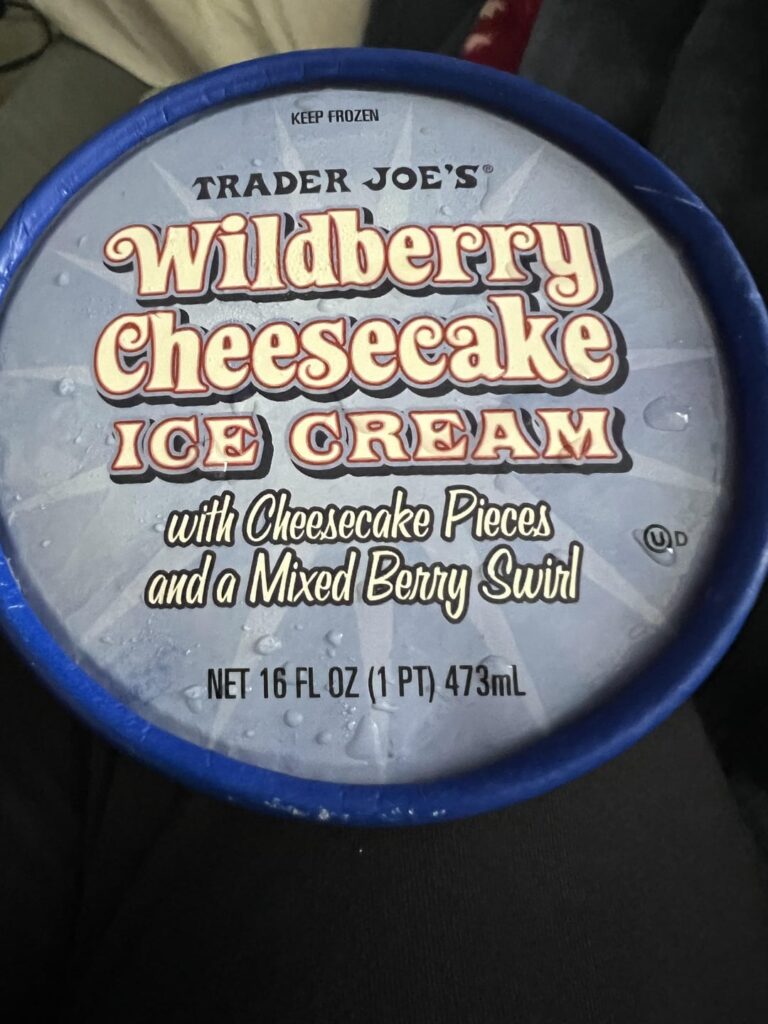 KEEP FROZEN
TRADER JOE'S®
Wildberry
Cheesecake
ICE CREAM
with Cheesecake Pieces
and a Mixed Berry Swirl
U D
NET 16 FL OZ (1 PT) 473mL